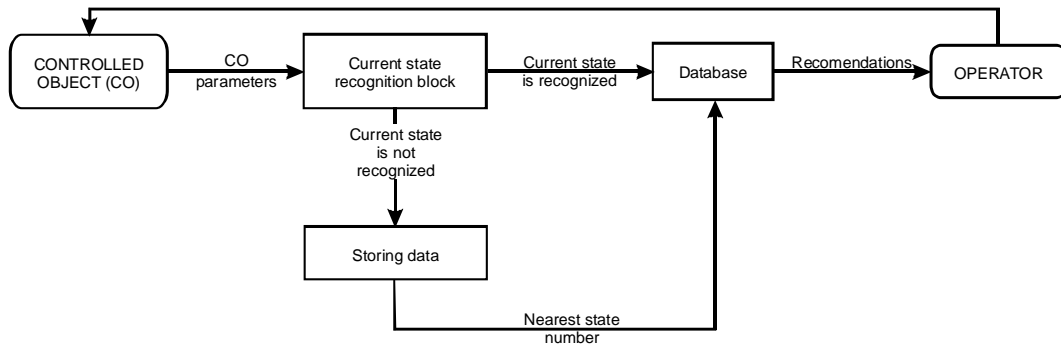 CONTROLLED
OBJECT (CO)
CO
parameters
Current state
recognition block
Current state
is recognized
Database
Recomendations
OPERATOR
Current state
is not
recognized
Storing data
Nearest state
number